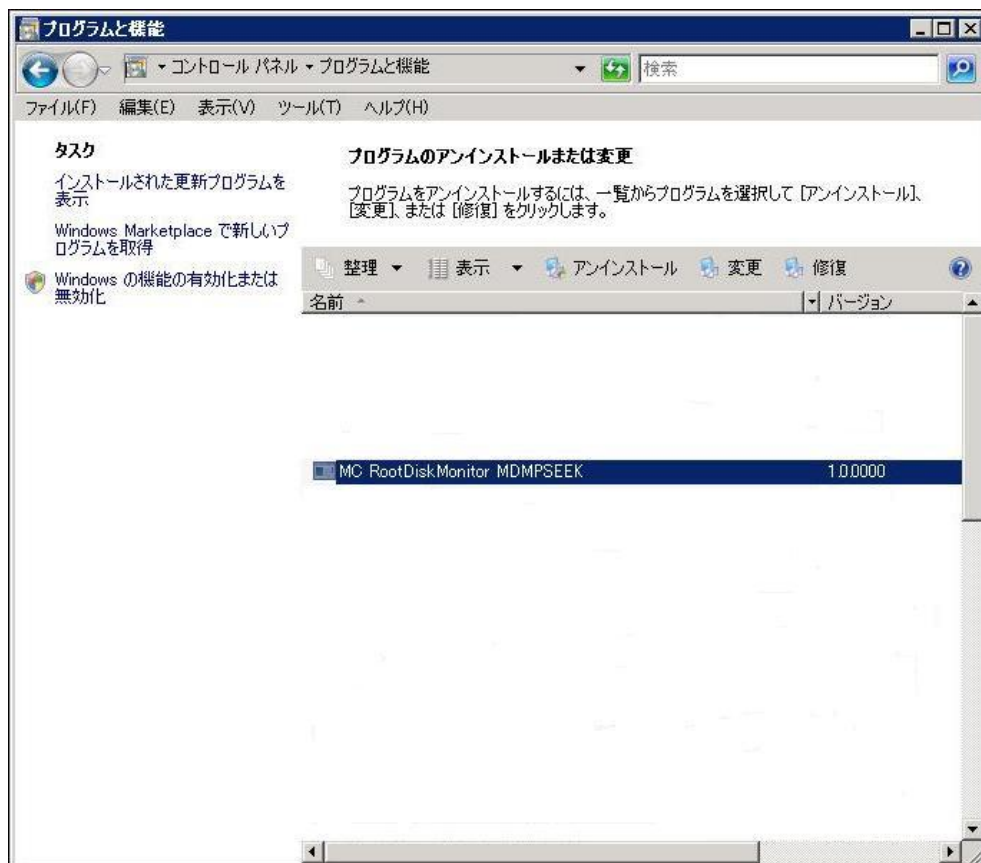 プログラムと機能
コントロール パネル プログラムと機能
検索
ファイル(F) 編集(E) 表示(V) ツール(T) ヘルプ(H)
タスク
インストールされた更新プログラムを
表示
Windows Marketplace で新しいプ
ログラムを取得
Windows の機能の有効化または
無効化
プログラムのアンインストールまたは変更
プログラムをアンインストールするには、一覧からプログラムを選択して [アンインストール]、
[変更]、または [修復] をクリックします。
整理 表示 アンインストール 変更 修復
名前 バージョン
MC RootDiskMonitor MDMPSEEK 1.0.0000